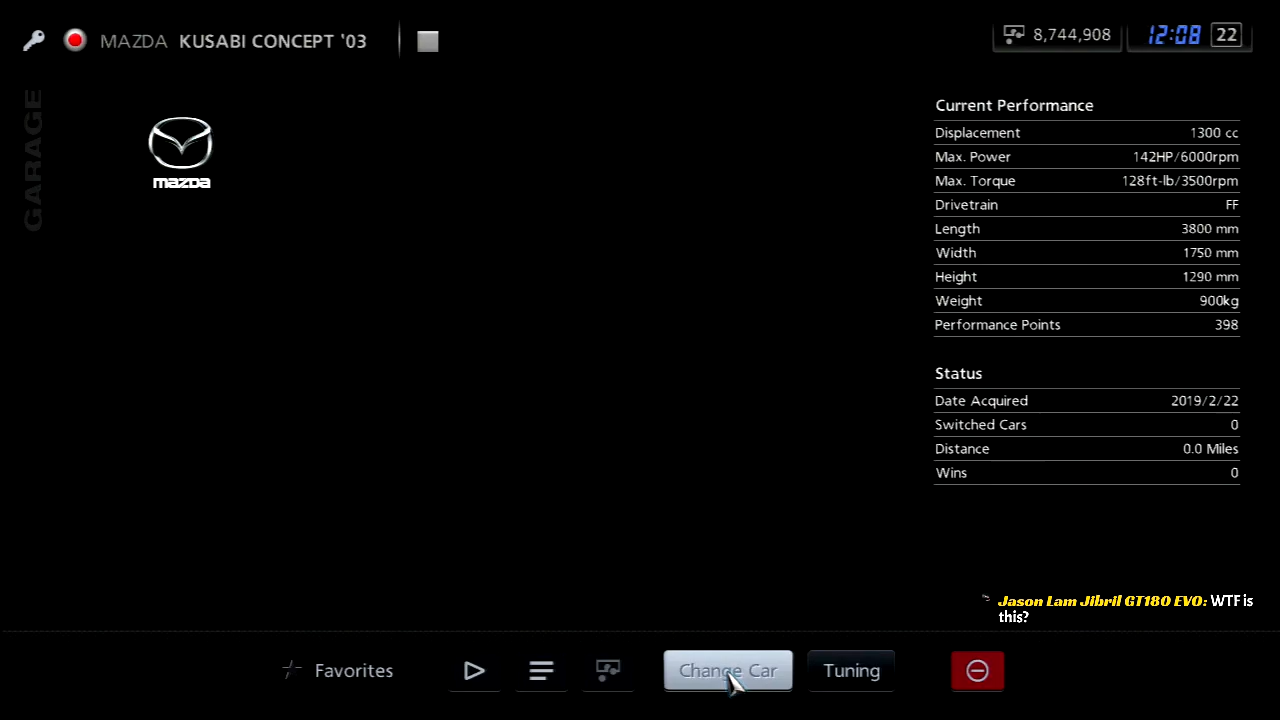 MAZDA KUSABI CONCEPT '03
8,744,908
12:08 22
GARAGE
mazda
Current Performance
Displacement 1300 cc
Max. Power 142HP/6000rpm
Max. Torque 128ft-lb/3500rpm
Drivetrain FF
Length 3800 mm
Width 1750 mm
Height 1290 mm
Weight 900kg
Performance Points 398
Status
Date Acquired 2019/2/22
Switched Cars 0
Distance 0.0 Miles
Wins 0
Jason Lam Jibril GT180 EVO: WTF is
this?
Favorites
Change Car
Tuning